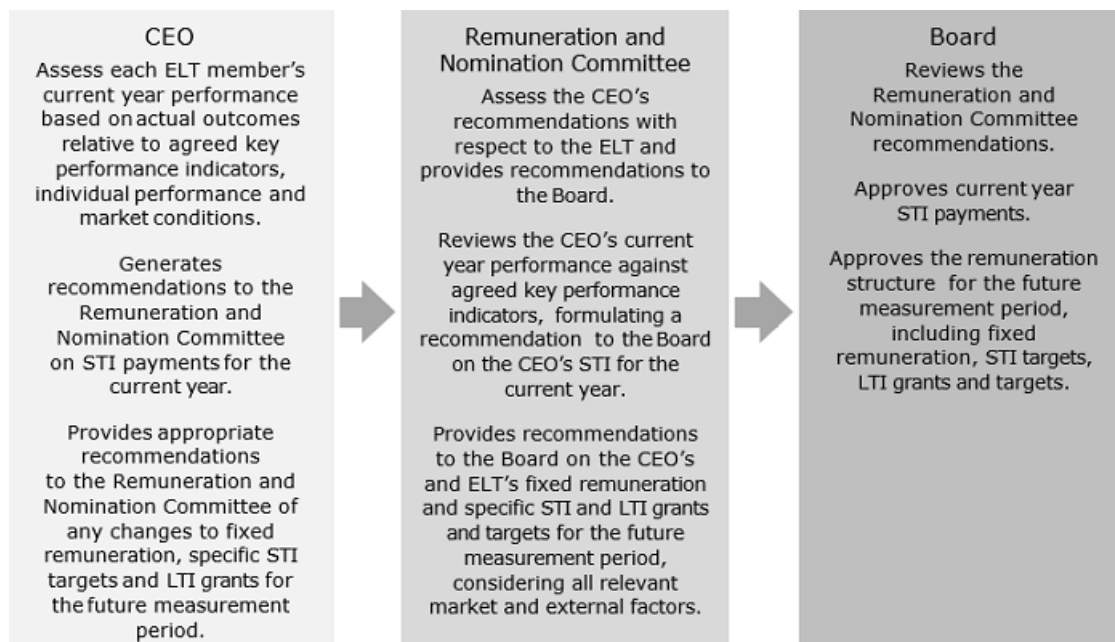 CEO
Assess each ELT member's
current year performance
based on actual outcomes
relative to agreed key
performance indicators,
individual performance and
market conditions.
Generates
recommendations to the
Remuneration and
Nomination Committee
on STI payments for the
current year.
Provides appropriate
recommendations
to the Remuneration and
Nomination Committee of
any changes to fixed
remuneration, specific STI
targets and LTI grants for
the future measurement
period.
Remuneration and
Nomination Committee
Assess the CEO's
recommendations with
respect to the ELT and
provides recommendations to
the Board.
Reviews the CEO's current
year performance against
agreed key performance
indicators, formulating a
recommendation to the Board
on the CEO's STI for the
current year.
Provides recommendations
to the Board on the CEO's
and ELT's fixed remuneration
and specific STI and LTI grants
and targets for the future
measurement period,
considering all relevant
market and external factors.
Board
Reviews the
Remuneration and
Nomination Committee
recommendations.
Approves current year
STI payments.
Approves the remuneration
structure for the future
measurement period,
including fixed
remuneration, STI targets,
LTI grants and targets.